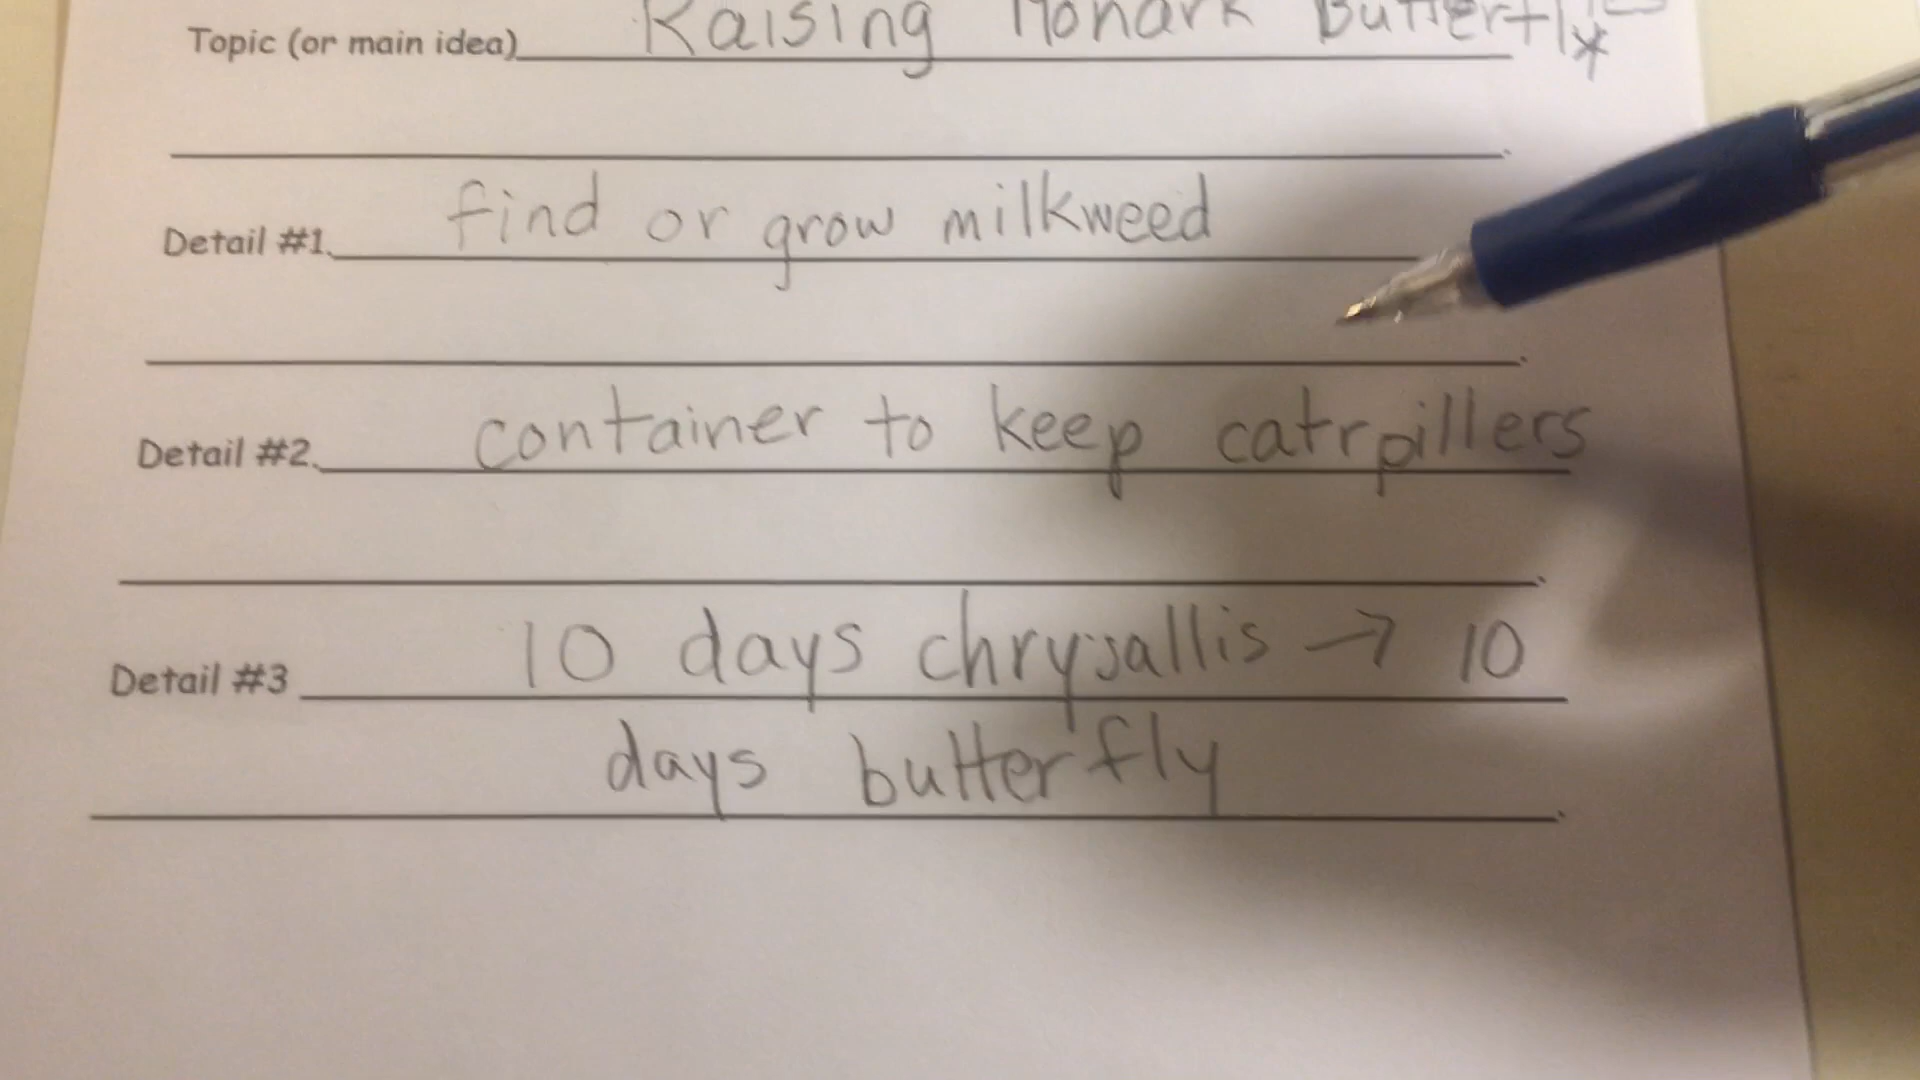 Topic (or main idea) Raising Monark Butterflies *
Detail #1. find or grow milkweed
Detail #2. container to keep catrpillers
Detail #3 10 days chrysallis → 10
days butterfly